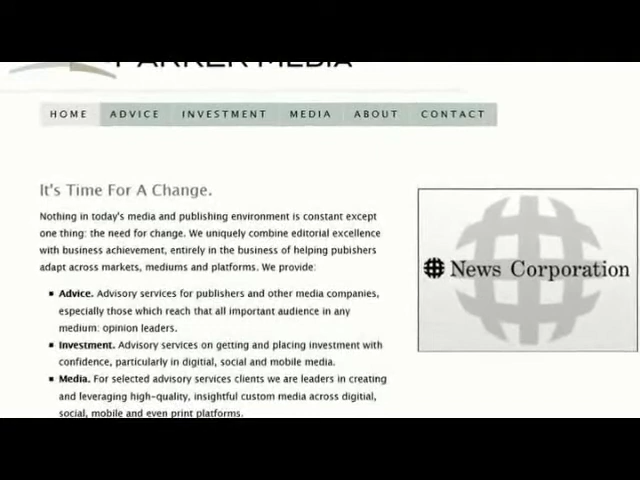 PARKER MEDIA
HOME ADVICE INVESTMENT MEDIA ABOUT CONTACT
It's Time For A Change.
Nothing in today's media and publishing environment is constant except
one thing: the need for change. We uniquely combine editorial excellence
with business achievement, entirely in the business of helping pubishers
adapt across markets, mediums and platforms. We provide:
Advice. Advisory services for publishers and other media companies,
especially those which reach that all important audience in any
medium: opinion leaders.
Investment. Advisory services on getting and placing investment with
confidence, particularly in digitial, social and mobile media.
Media. For selected advisory services clients we are leaders in creating
and leveraging high-quality, insightful custom media across digitial,
social, mobile and even print platforms.
News Corporation